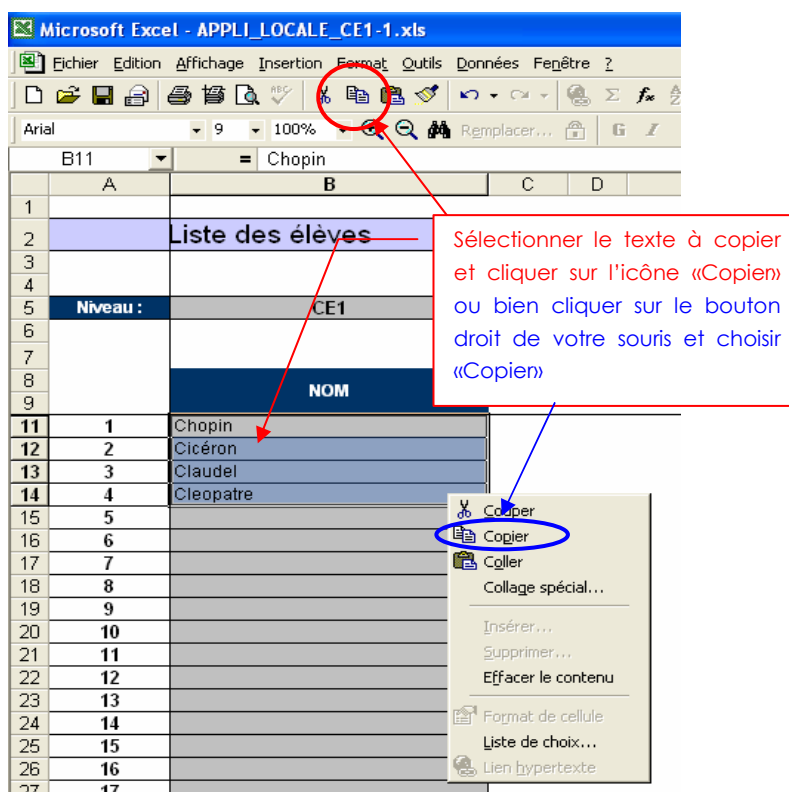 Microsoft Excel - APPLI_LOCALE_CE1-1.xls
Fichier Edition Affichage Insertion Format Outils Données Fenêtre ?
Arial 9 100% Remplacer... G I
B11 = Chopin
A B C D
1
2 Liste des élèves
3
4
5 Niveau : CE1
6
7
8
NOM
9
11 1 Chopin
12 2 Cicéron
13 3 Claudel
14 4 Cleopatre
15 5
16 6
17 7
18 8
19 9
20 10
21 11
22 12
23 13
24 14
25 15
26 16
27 17
Sélectionner le texte à copier
et cliquer sur l'icône «Copier»
ou bien cliquer sur le bouton
droit de votre souris et choisir
«Copier»
Couper
Copier
Coller
Collage spécial...
Insérer...
Supprimer...
Effacer le contenu
Format de cellule
Liste de choix...
Lien hypertexte